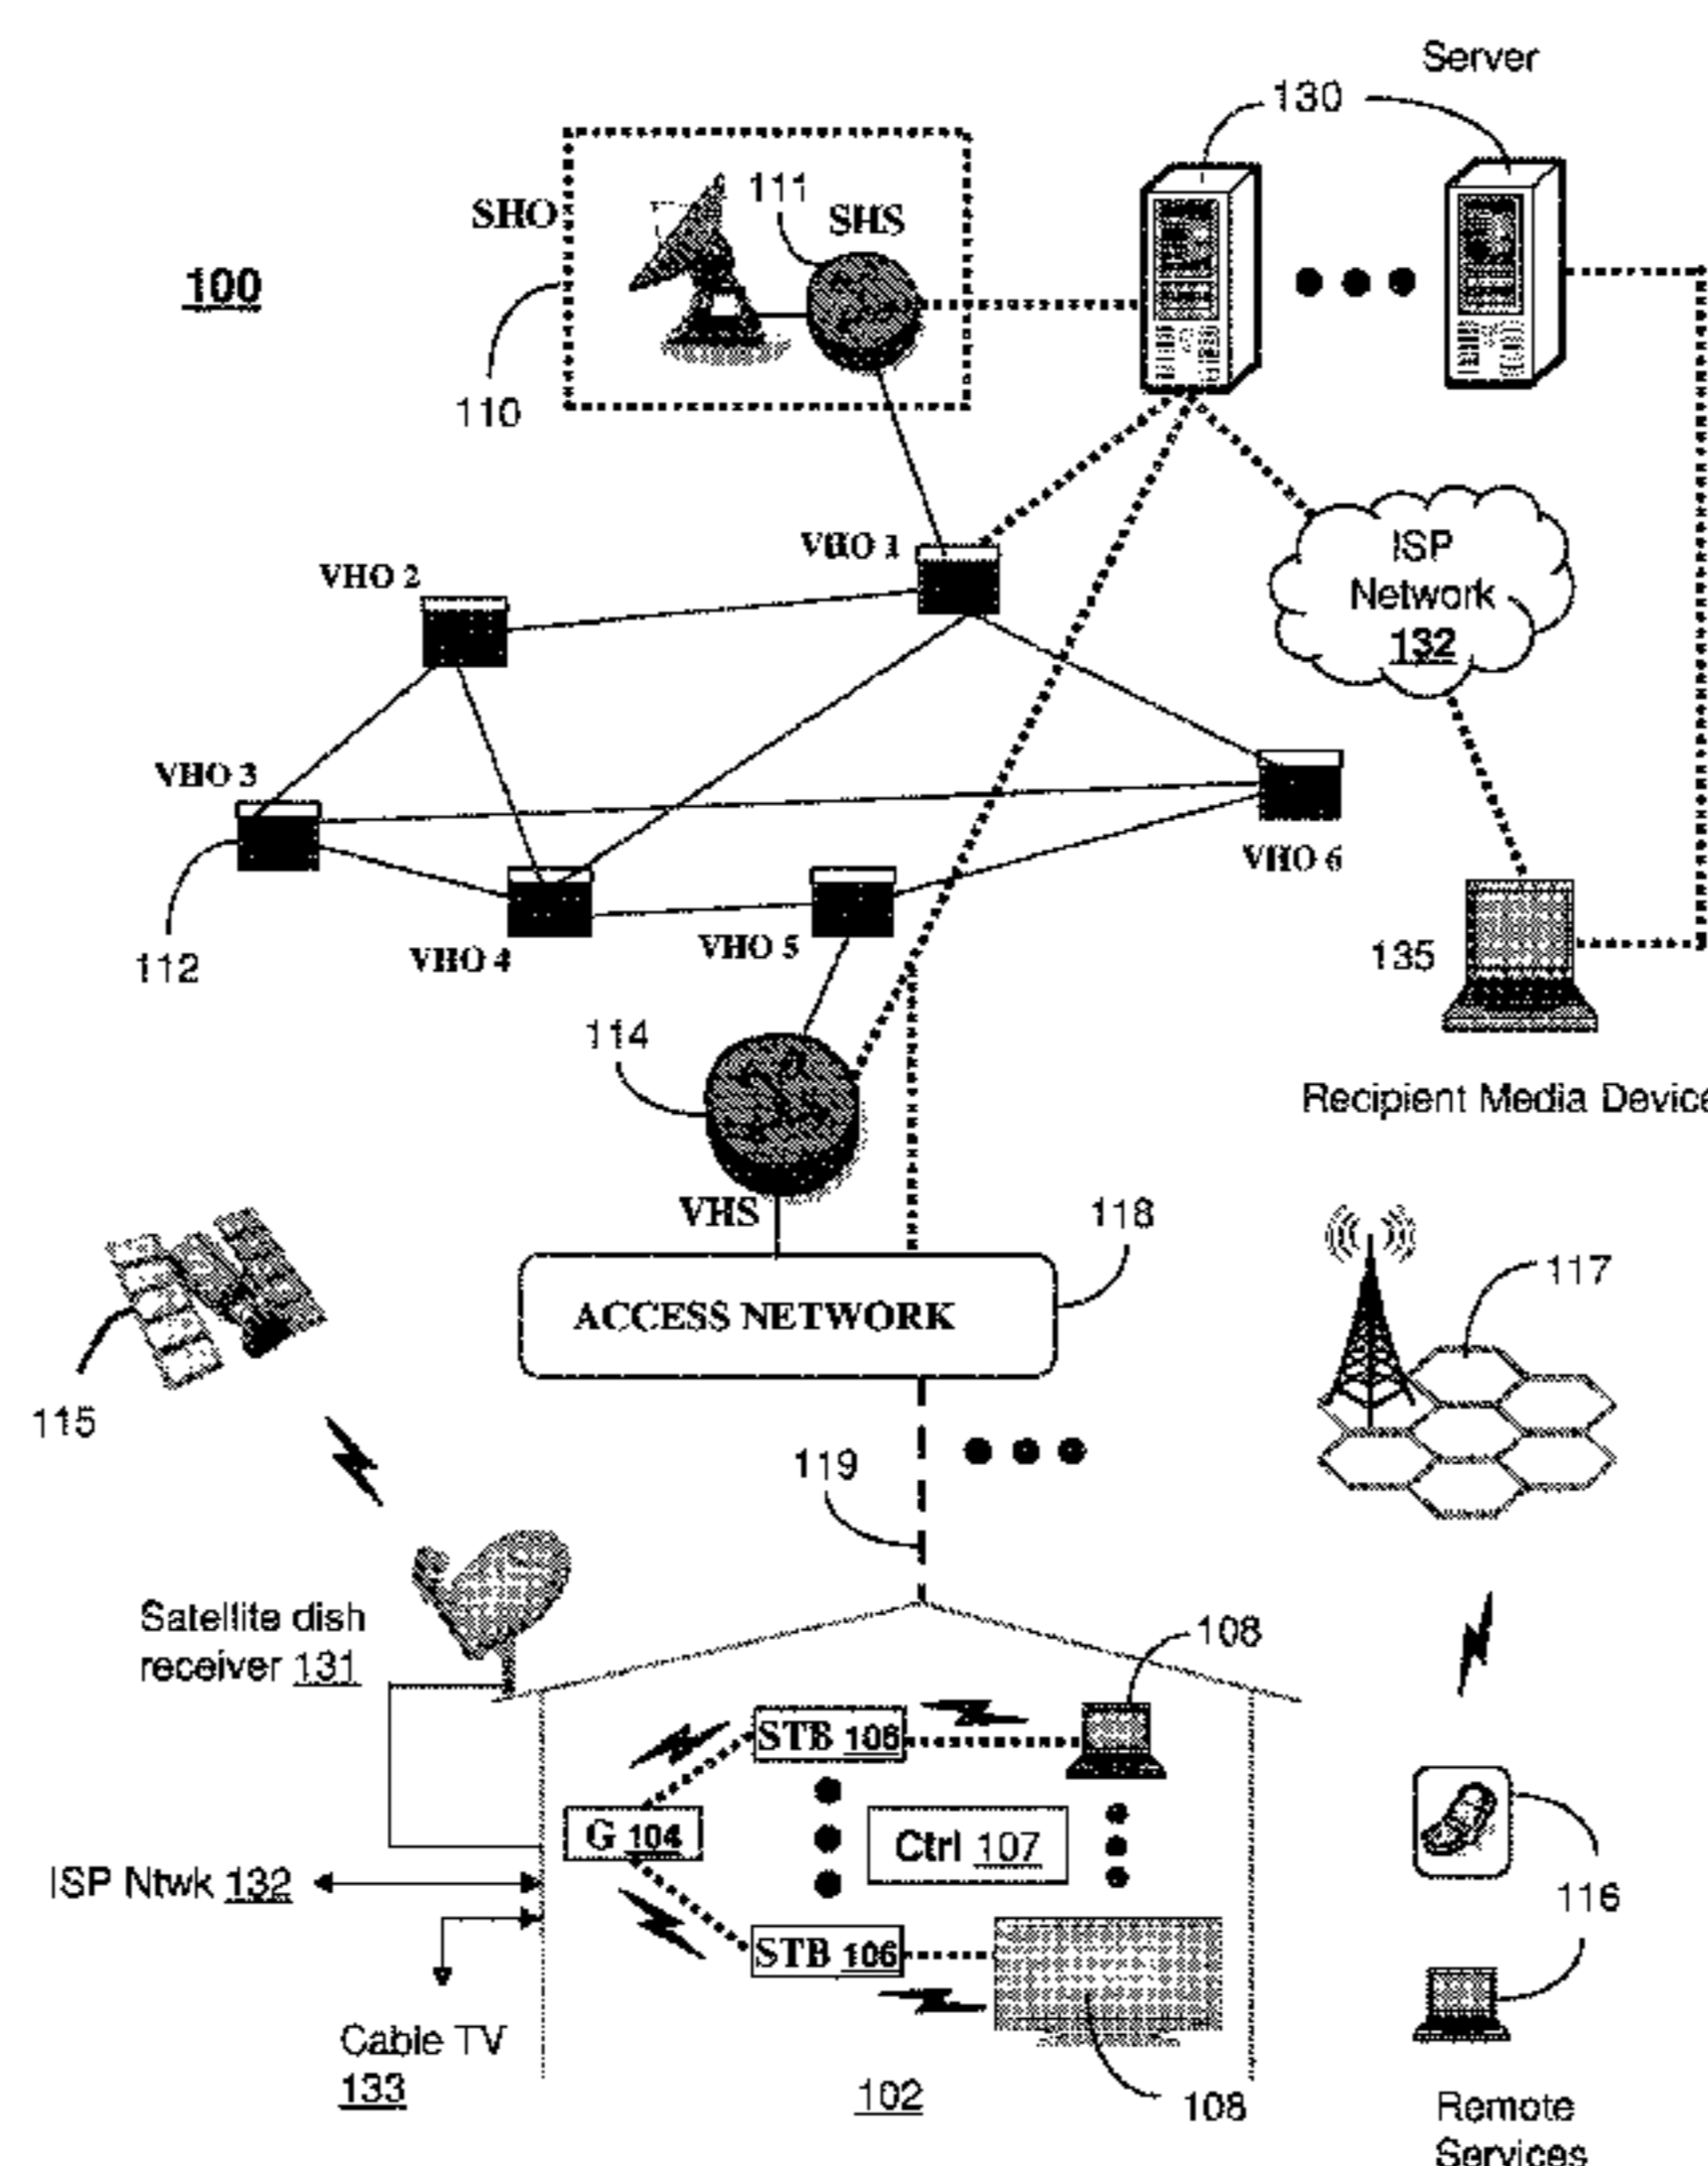 Server
130
111
SHO
SHS
100
110
VHO 1
ISP
Network
132
VHO 2
VHO 3
VHO 6
112
VHO 4
VHO 5
135
114
Recipient Media Device
VHS
118
117
ACCESS NETWORK
115
119
Satellite dish
receiver 131
108
STB 106
G 104
Ctrl 107
ISP Ntwk 132
116
STB 106
Cable TV
133
102
108
Remote
Services